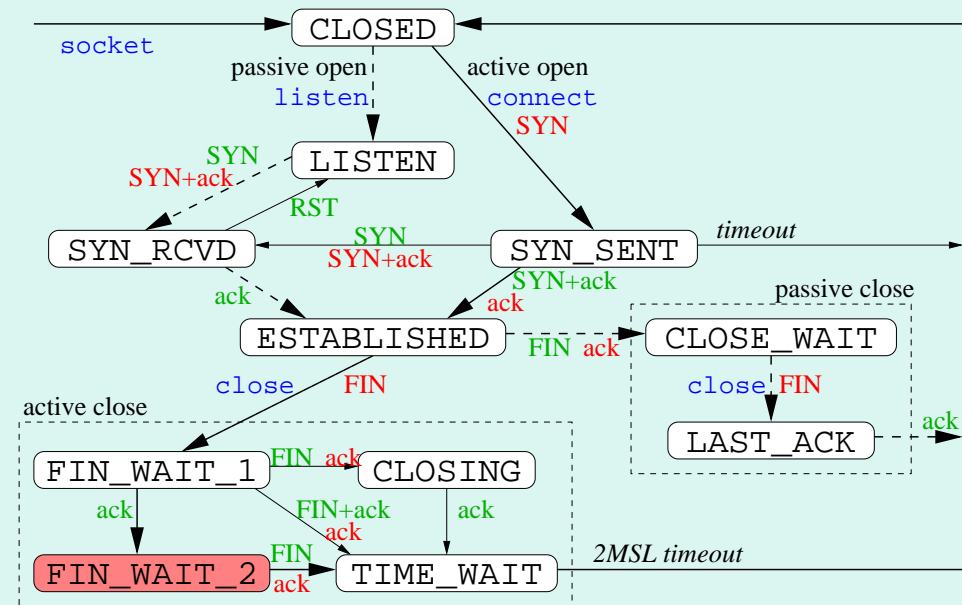 CLOSED
socket
passive open
listen
active open
connect
SYN
LISTEN
SYN
SYN+ack
RST
SYN_RCVD
SYN
SYN+ack
SYN_SENT
timeout
ack
SYN+ack
ack
ESTABLISHED
FIN ack
passive close
CLOSE_WAIT
close FIN
LAST_ACK
ack
close FIN
active close
FIN_WAIT_1
FIN ack
CLOSING
ack
FIN+ack
ack
ack
FIN_WAIT_2
FIN
ack
TIME_WAIT
2MSL timeout